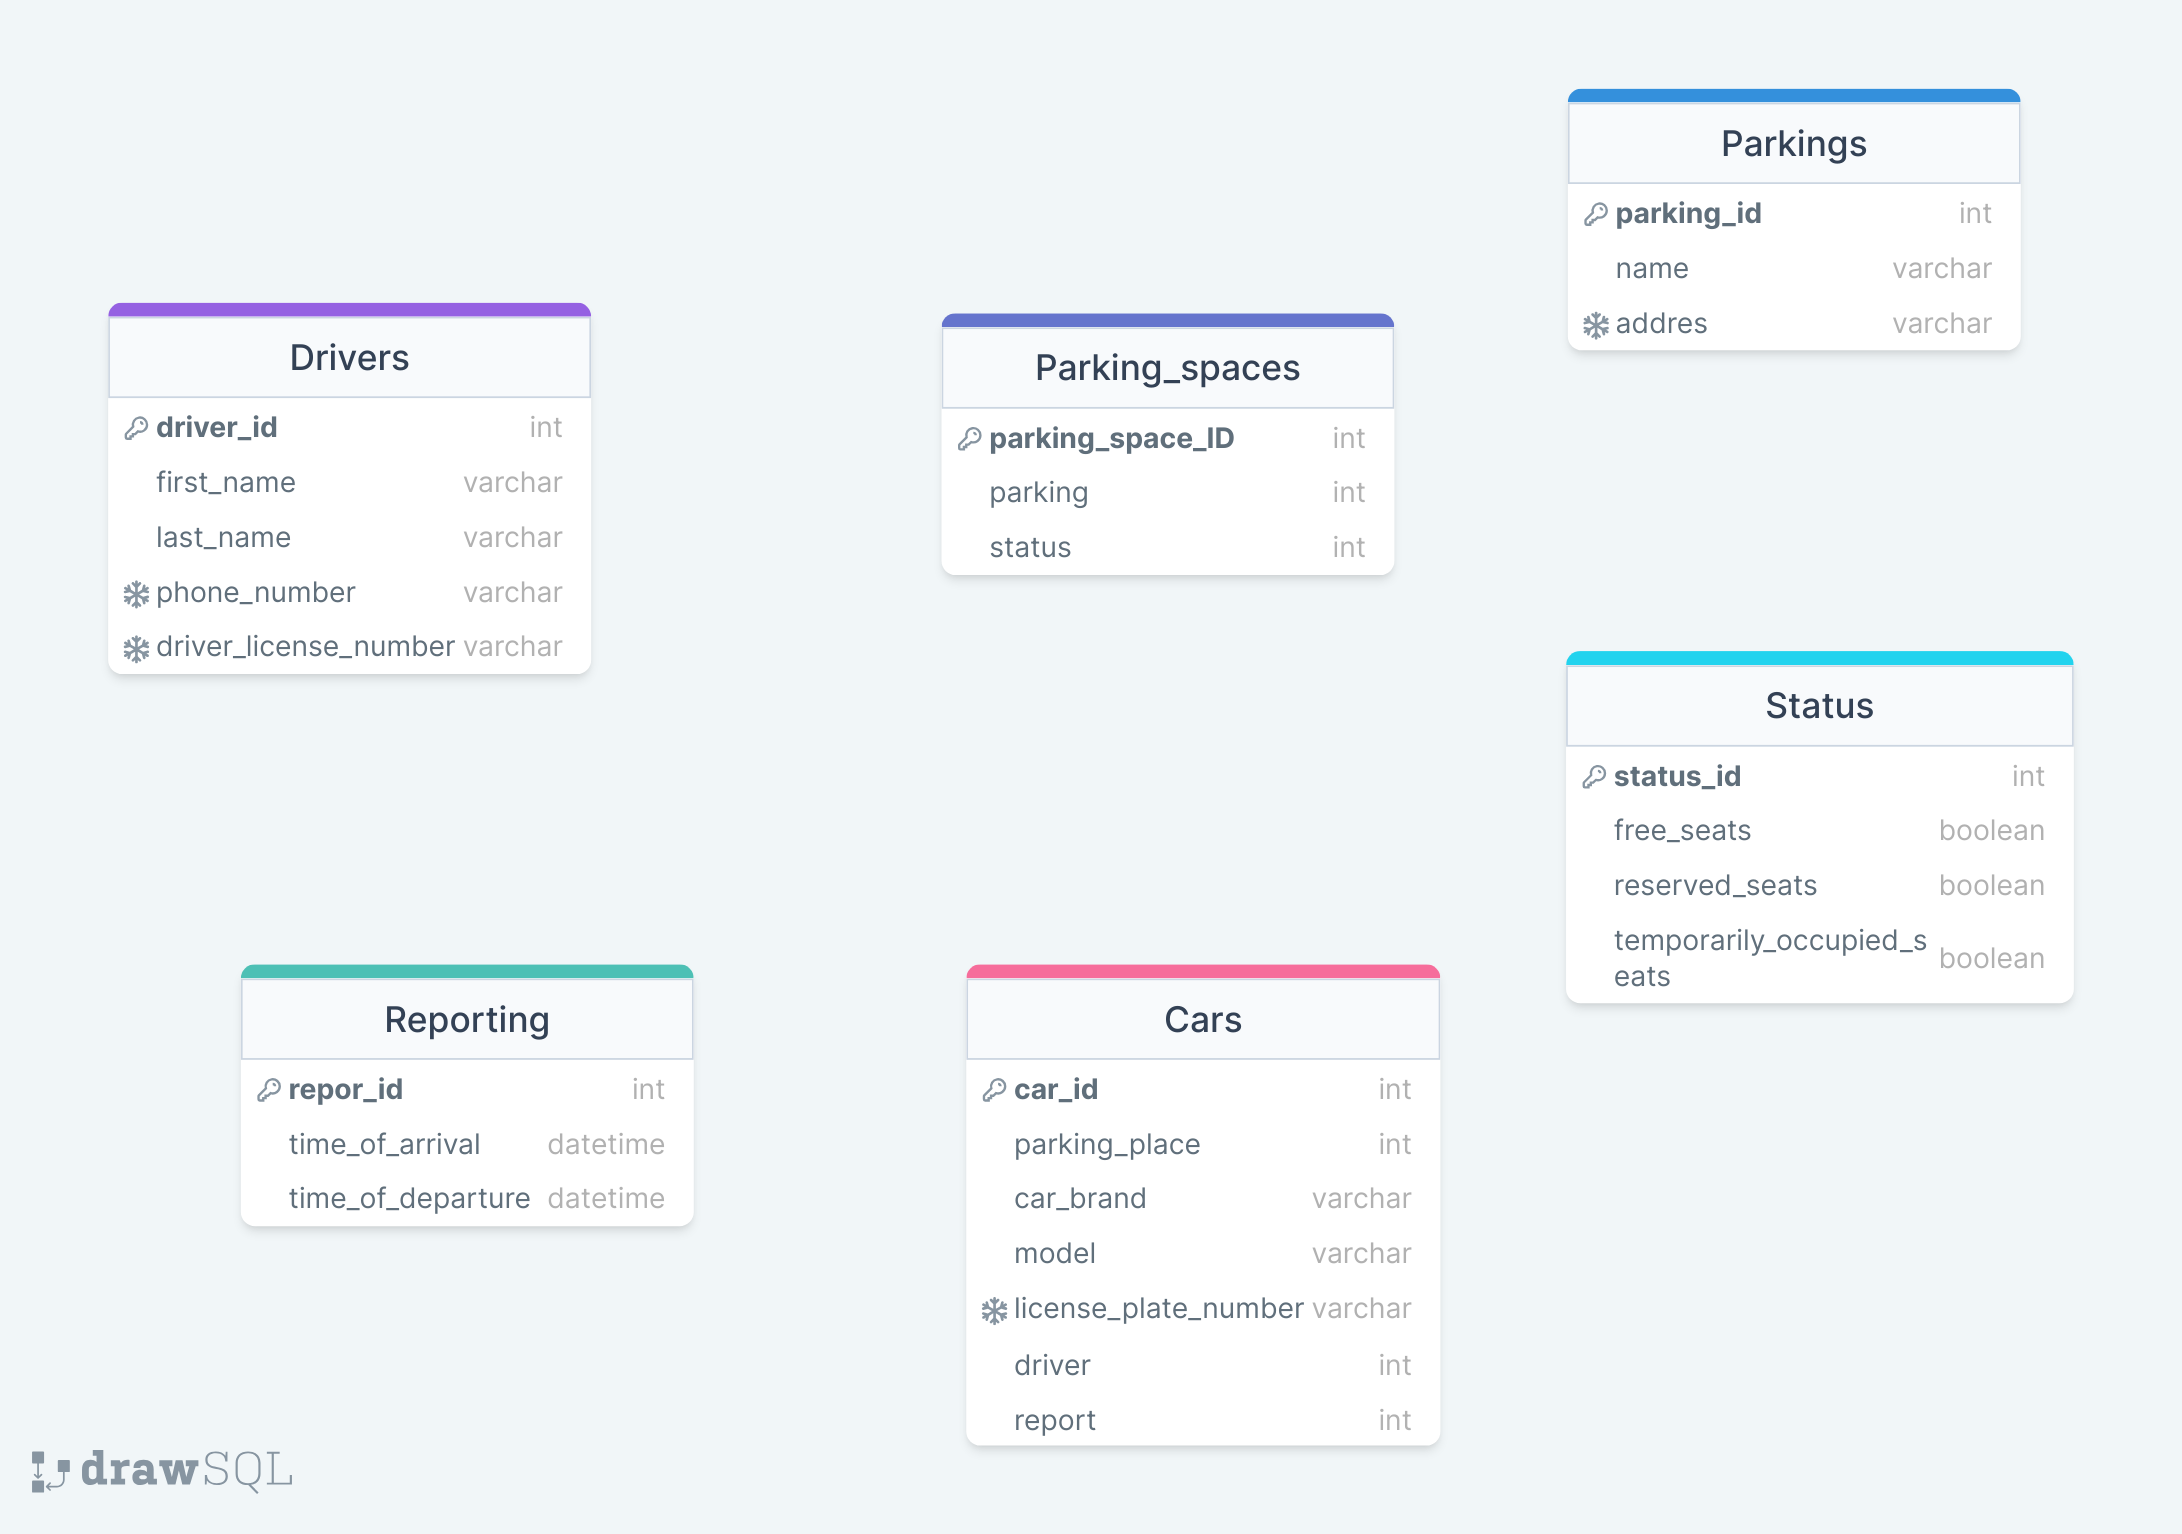 Parkings
parking_id int
name varchar
addres varchar
Drivers
driver_id int
first_name varchar
last_name varchar
phone_number varchar
driver_license_number varchar
Parking_spaces
parking_space_ID int
parking int
status int
Status
status_id int
free_seats boolean
reserved_seats boolean
temporarily_occupied_s
eats boolean
Reporting
repor_id int
time_of_arrival datetime
time_of_departure datetime
Cars
car_id int
parking_place int
car_brand varchar
model varchar
license_plate_number varchar
driver int
report int
drawSQL